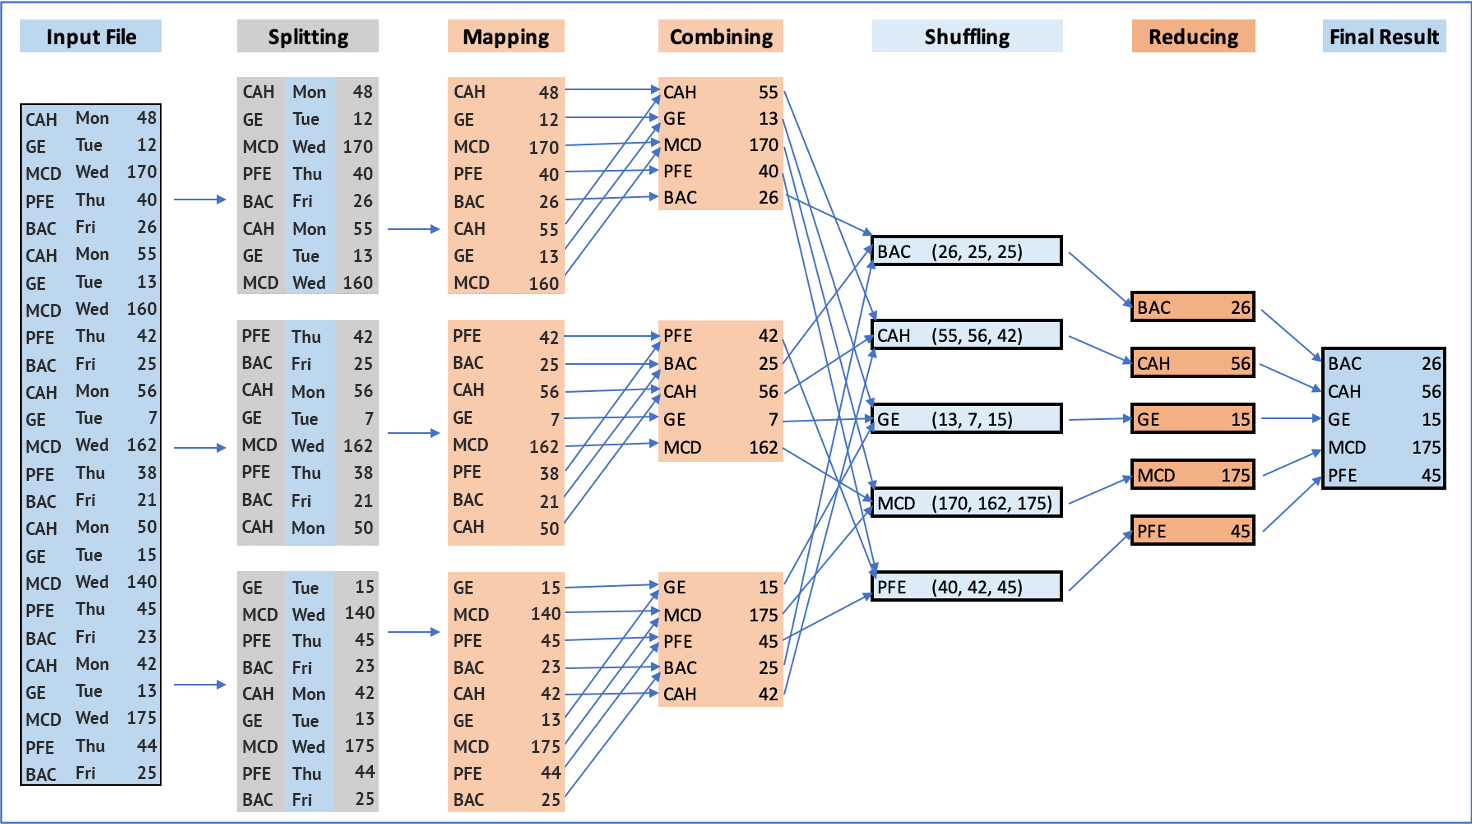 Input File
Splitting
Mapping
Combining
Shuffling
Reducing
Final Result
CAH Mon 48
GE Tue 12
MCD Wed 170
PFE Thu 40
BAC Fri 26
CAH Mon 55
GE Tue 13
MCD Wed 160
PFE Thu 42
BAC Fri 25
CAH Mon 56
GE Tue 7
MCD Wed 162
PFE Thu 38
BAC Fri 21
CAH Mon 50
GE Tue 15
MCD Wed 140
PFE Thu 45
BAC Fri 23
CAH Mon 42
GE Tue 13
MCD Wed 175
PFE Thu 44
BAC Fri 25
CAH Mon 48
GE Tue 12
MCD Wed 170
PFE Thu 40
BAC Fri 26
CAH Mon 55
GE Tue 13
MCD Wed 160
PFE Thu 42
BAC Fri 25
CAH Mon 56
GE Tue 7
MCD Wed 162
PFE Thu 38
BAC Fri 21
CAH Mon 50
GE Tue 15
MCD Wed 140
PFE Thu 45
BAC Fri 23
CAH Mon 42
GE Tue 13
MCD Wed 175
PFE Thu 44
BAC Fri 25
CAH 48
GE 12
MCD 170
PFE 40
BAC 26
CAH 55
GE 13
MCD 160
PFE 42
BAC 25
CAH 56
GE 7
MCD 162
PFE 38
BAC 21
CAH 50
GE 15
MCD 140
PFE 45
BAC 23
CAH 42
GE 13
MCD 175
PFE 44
BAC 25
CAH 55
GE 13
MCD 170
PFE 40
BAC 26
PFE 42
BAC 25
CAH 56
GE 7
MCD 162
GE 15
MCD 175
PFE 45
BAC 25
CAH 42
BAC (26, 25, 25)
CAH (55, 56, 42)
GE (13, 7, 15)
MCD (170, 162, 175)
PFE (40, 42, 45)
BAC 26
CAH 56
GE 15
MCD 175
PFE 45
BAC 26
CAH 56
GE 15
MCD 175
PFE 45